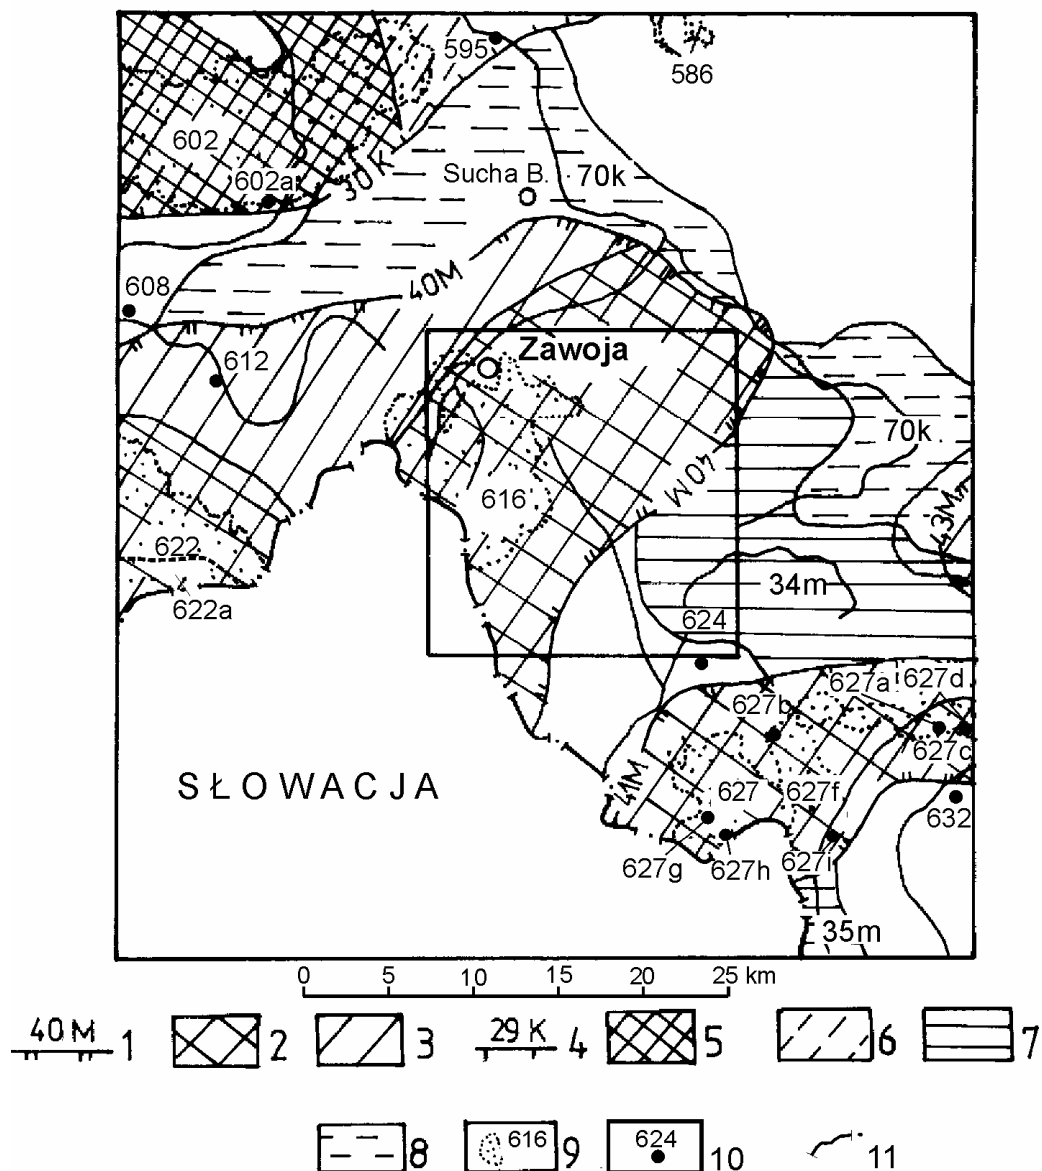 595
586
602
602a
30K
Sucha B.
70k
608
40M
612
Zawoja
70k
40M
43M
616
622
622a
34m
624
627a
627d
627b
627c
SŁOWACJA
41M
627
627f
632
627g
627h
627i
35m
0 5 10 15 20 25 km
40 M 1
2
3
29 K 4
5
6
7
8
616 9
624 10
11